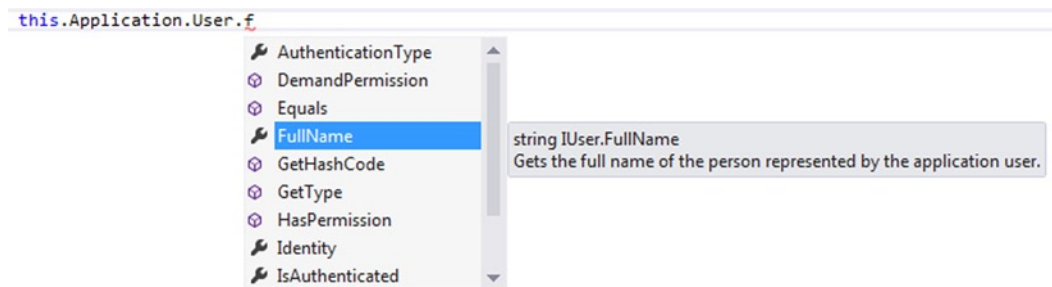 this.Application.User.f
AuthenticationType
DemandPermission
Equals
FullName
string IUser.FullName
Gets the full name of the person represented by the application user.
GetHashCode
GetType
HasPermission
Identity
IsAuthenticated